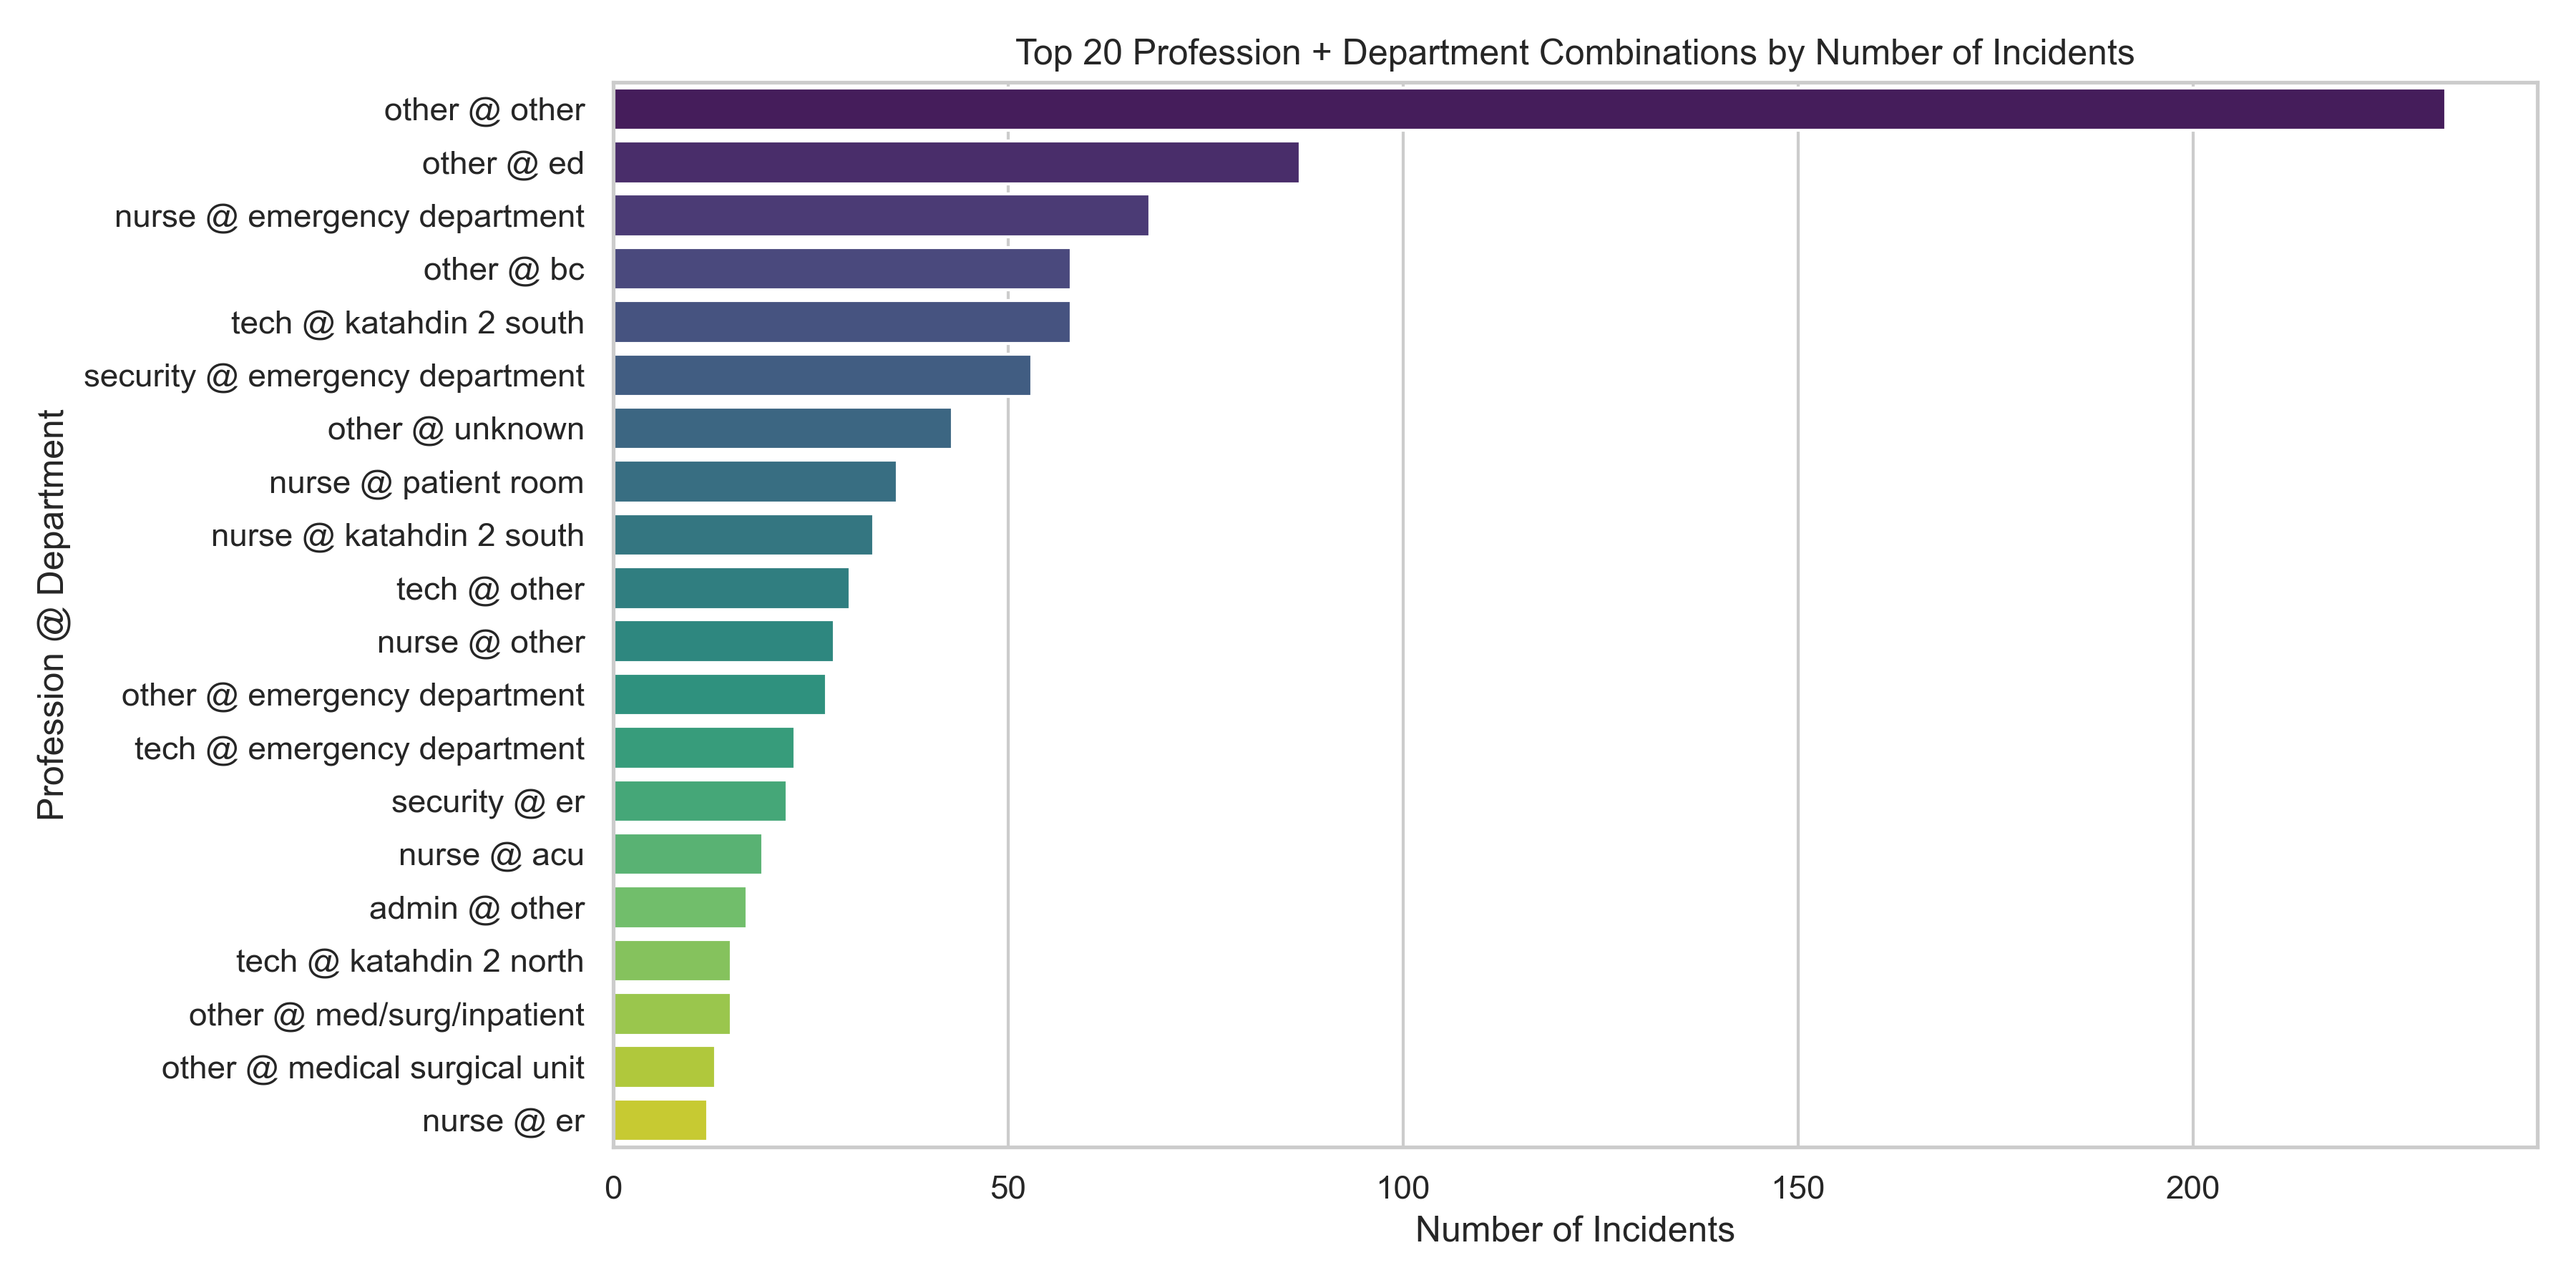 Top 20 Profession + Department Combinations by Number of Incidents
other @ other
other @ ed
nurse @ emergency department
other @ bc
tech @ katahdin 2 south
security @ emergency department
other @ unknown
nurse @ patient room
nurse @ katahdin 2 south
tech @ other
nurse @ other
other @ emergency department
tech @ emergency department
security @ er
nurse @ acu
admin @ other
tech @ katahdin 2 north
other @ med/surg/inpatient
other @ medical surgical unit
nurse @ er
Profession @ Department
0 50 100 150 200
Number of Incidents